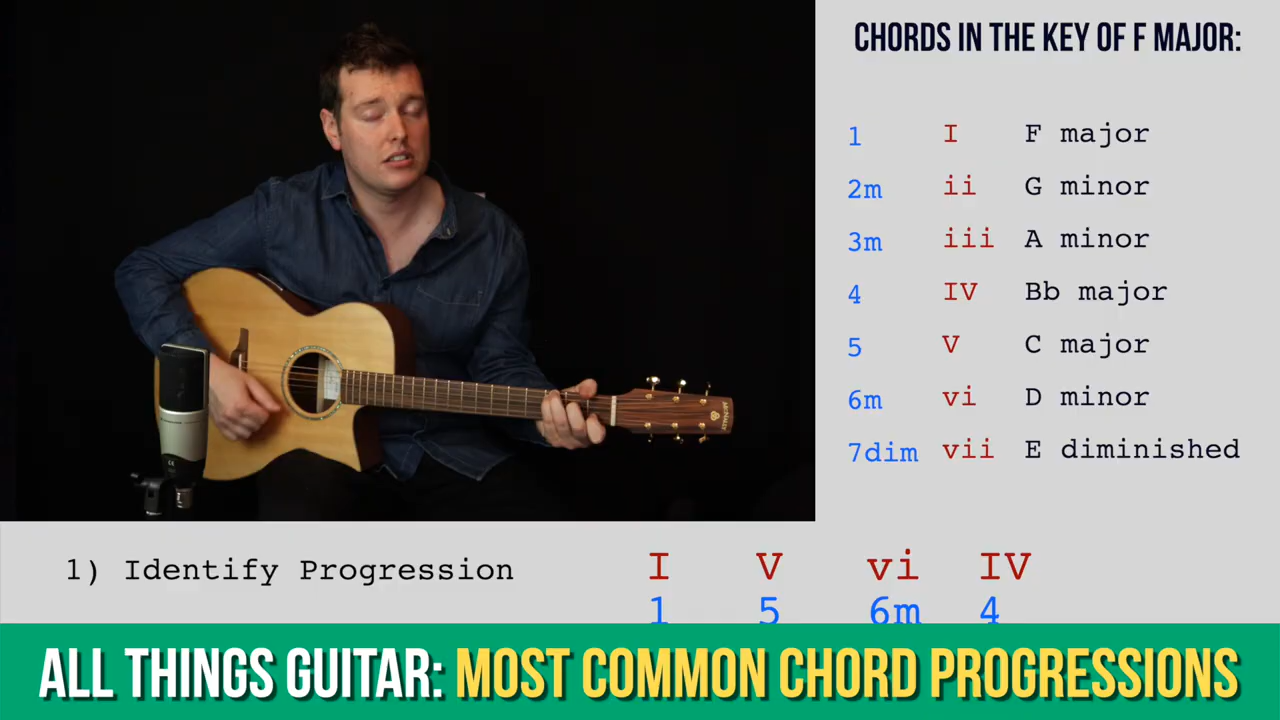 CHORDS IN THE KEY OF F MAJOR:
1 I F major
2m ii G minor
3m iii A minor
4 IV Bb major
5 V C major
6m vi D minor
7dim vii E diminished
1) Identify Progression I V vi IV
1 5 6m 4
ALL THINGS GUITAR: MOST COMMON CHORD PROGRESSIONS